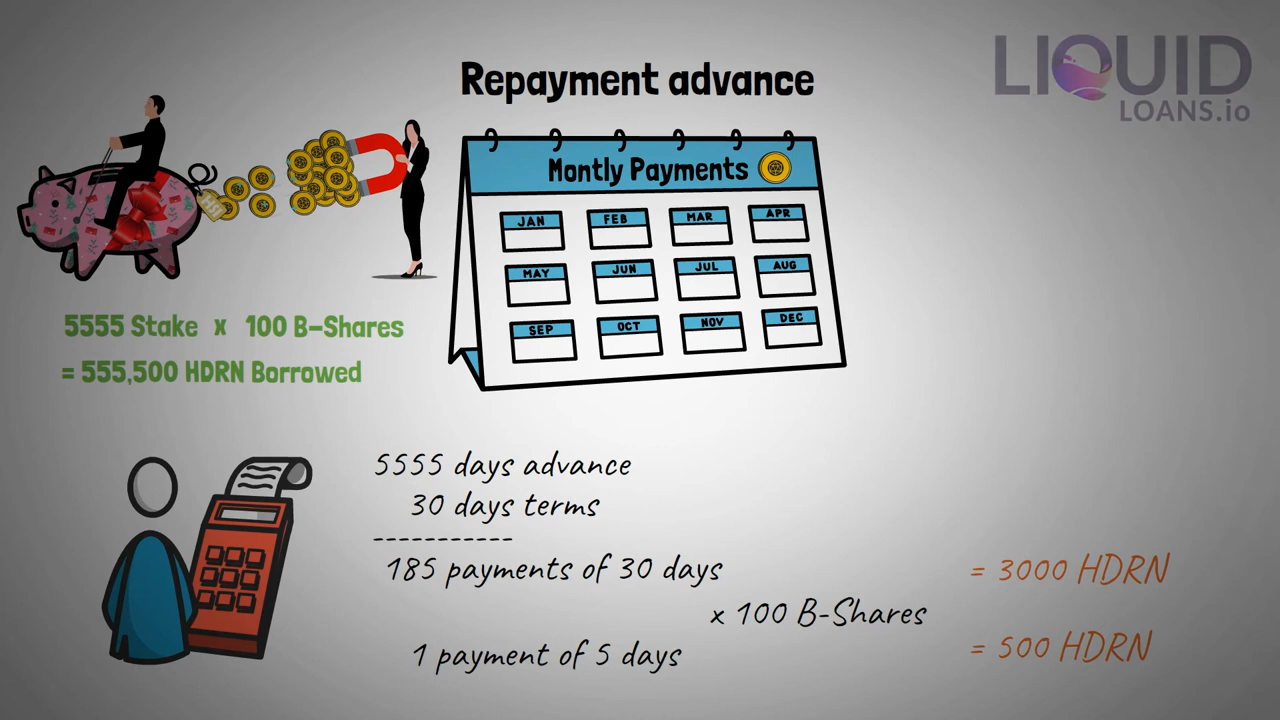 LIQUID
LOANS.io
Repayment advance
Montly Payments
JAN FEB MAR APR
MAY JUN JUL AUG
SEP OCT NOV DEC
5555 Stake x 100 B-Shares
= 555,500 HDRN Borrowed
5555 days advance
30 days terms
-----------
185 payments of 30 days = 3000 HDRN
x 100 B-Shares
1 payment of 5 days = 500 HDRN